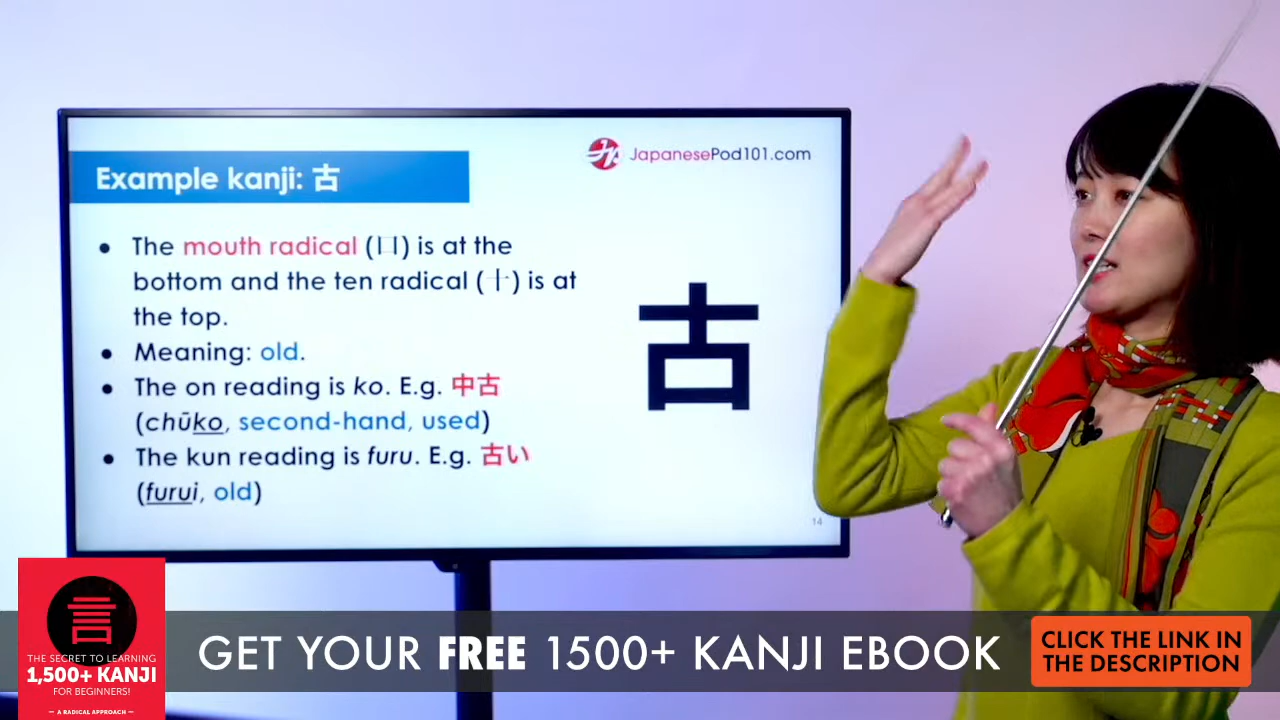 JapanesePod101.com
Example kanji: 古
● The mouth radical (口) is at the
bottom and the ten radical (十) is at
the top.
● Meaning: old.
● The on reading is ko. E.g. 中古
(chūko, second-hand, used)
● The kun reading is furu. E.g. 古い
(furui, old)
古
14
言
THE SECRET TO LEARNING
1,500+ KANJI
FOR BEGINNERS!
— A RADICAL APPROACH —
GET YOUR FREE 1500+ KANJI EBOOK
CLICK THE LINK IN
THE DESCRIPTION